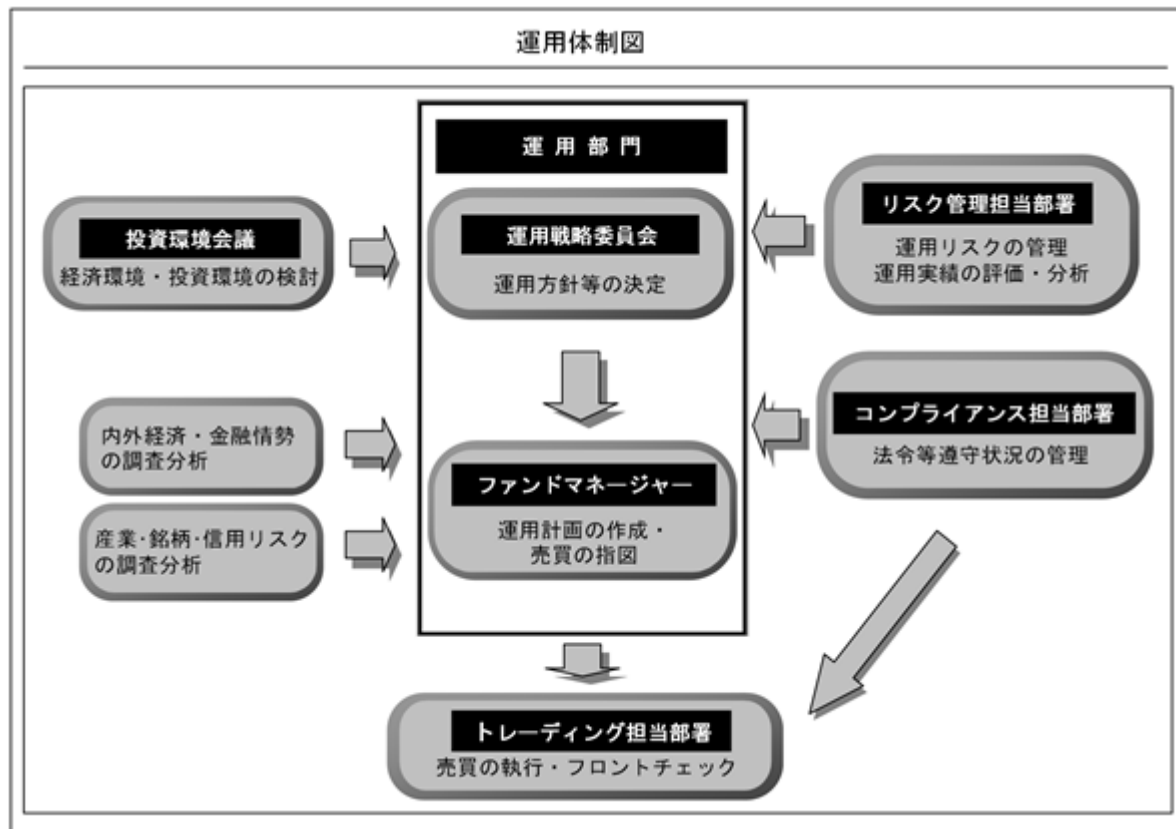 運用体制図
運用部門
投資環境会議
経済環境・投資環境の検討
運用戦略委員会
運用方針等の決定
リスク管理担当部署
運用リスクの管理
運用実績の評価・分析
内外経済・金融情勢
の調査分析
産業・銘柄・信用リスク
の調査分析
ファンドマネージャー
運用計画の作成・
売買の指図
コンプライアンス担当部署
法令等遵守状況の管理
トレーディング担当部署
売買の執行・フロントチェック